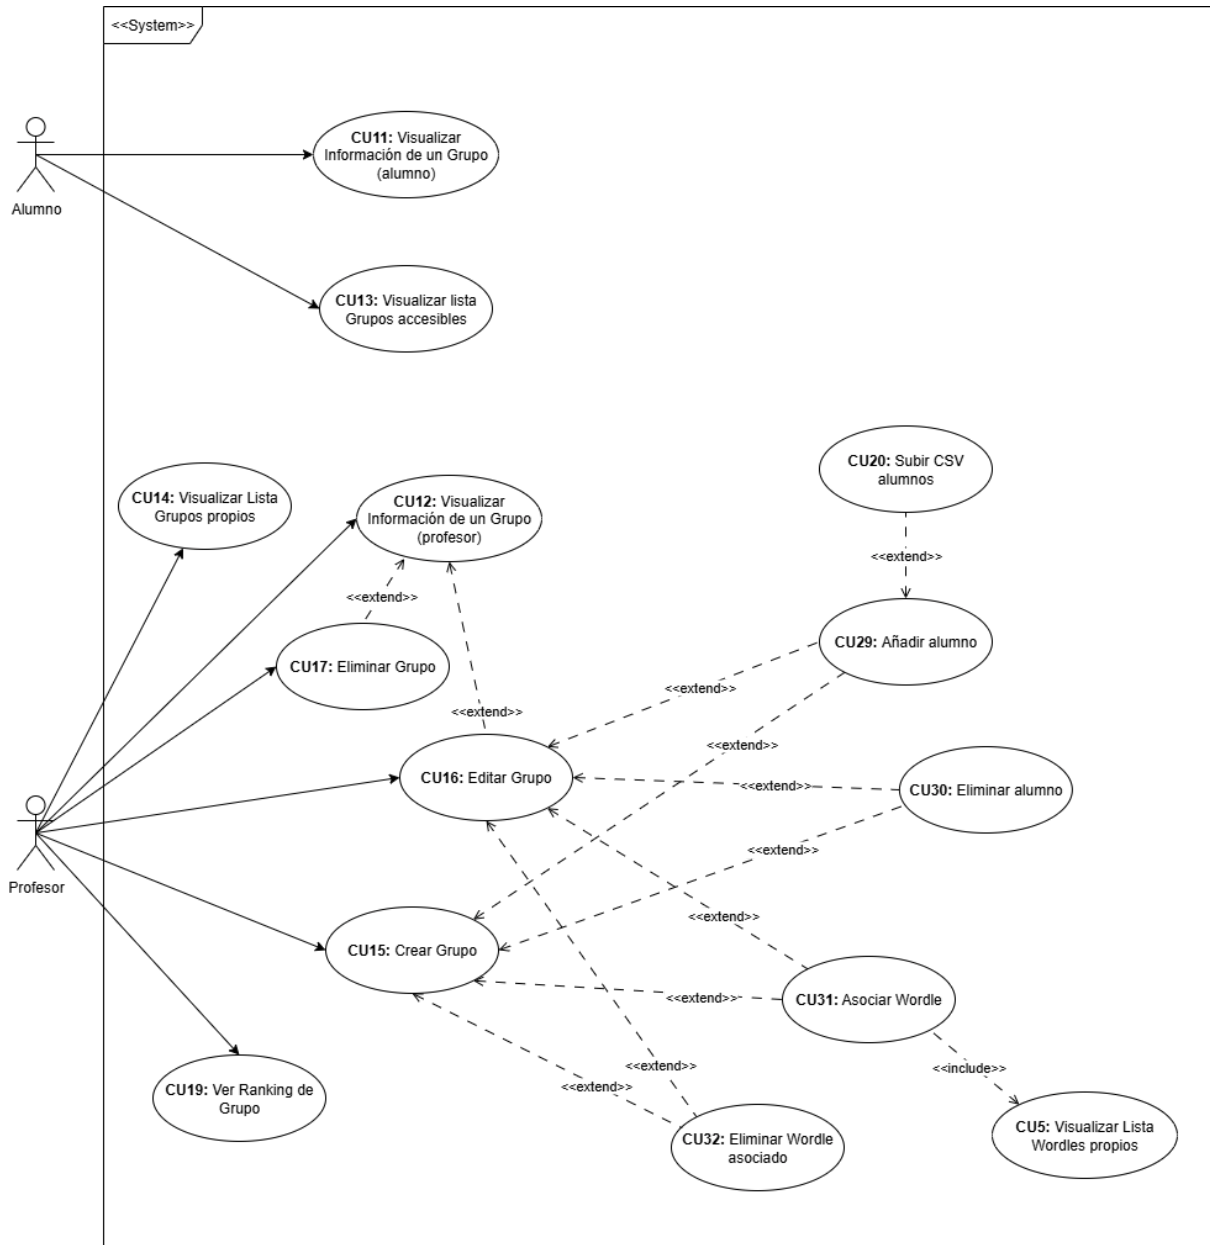 <<System>>
CU11: Visualizar
Información de un Grupo
(alumno)
Alumno
CU13: Visualizar lista
Grupos accesibles
CU14: Visualizar Lista
Grupos propios
CU12: Visualizar
Información de un Grupo
(profesor)
CU20: Subir CSV
alumnos
<<extend>>
<<extend>>
CU29: Añadir alumno
CU17: Eliminar Grupo
<<extend>>
<<extend>>
<<extend>>
CU16: Editar Grupo
<<extend>>
CU30: Eliminar alumno
Profesor
<<extend>>
<<extend>>
CU15: Crear Grupo
<<extend>>
CU31: Asociar Wordle
<<extend>>
<<include>>
<<extend>>
CU19: Ver Ranking de
Grupo
CU32: Eliminar Wordle
asociado
CU5: Visualizar Lista
Wordles propios